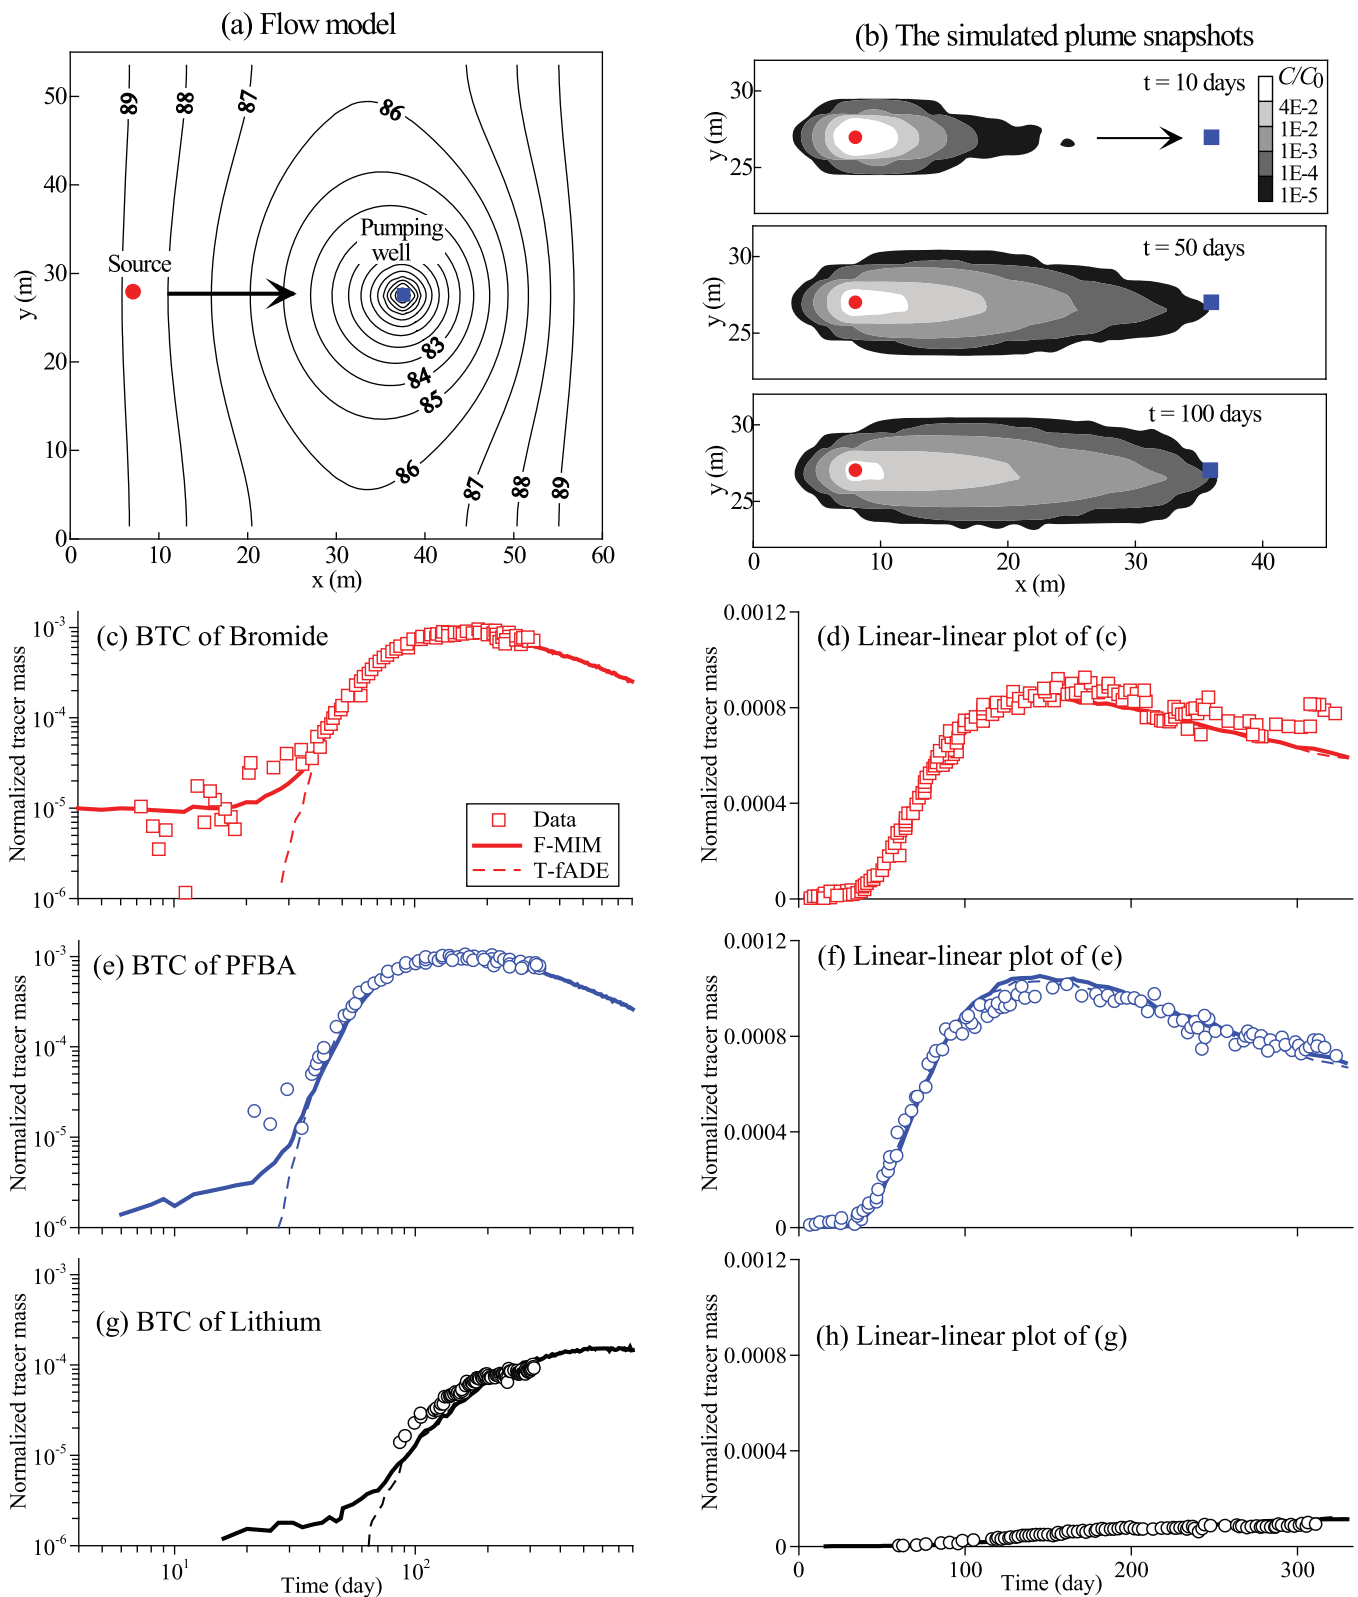 (a) Flow model
89
88
87
86
Pumping
well
Source
83
84
85
86
87
88
89
y (m)
50
40
30
20
10
0
0
10
20
30
40
50
60
x (m)
(b) The simulated plume snapshots
t = 10 days
C/C0
4E-2
1E-2
1E-3
1E-4
1E-5
y (m)
30
25
t = 50 days
y (m)
30
25
t = 100 days
y (m)
30
25
0
10
20
30
40
x (m)
(c) BTC of Bromide
Normalized tracer mass
10-3
10-4
10-5
10-6
Data
F-MIM
T-fADE
(d) Linear-linear plot of (c)
Normalized tracer mass
0.0012
0.0008
0.0004
0
(e) BTC of PFBA
Normalized tracer mass
10-3
10-4
10-5
10-6
(f) Linear-linear plot of (e)
Normalized tracer mass
0.0012
0.0008
0.0004
0
(g) BTC of Lithium
Normalized tracer mass
10-3
10-4
10-5
10-6
101
102
Time (day)
(h) Linear-linear plot of (g)
Normalized tracer mass
0.0012
0.0008
0.0004
0
0
100
200
300
Time (day)